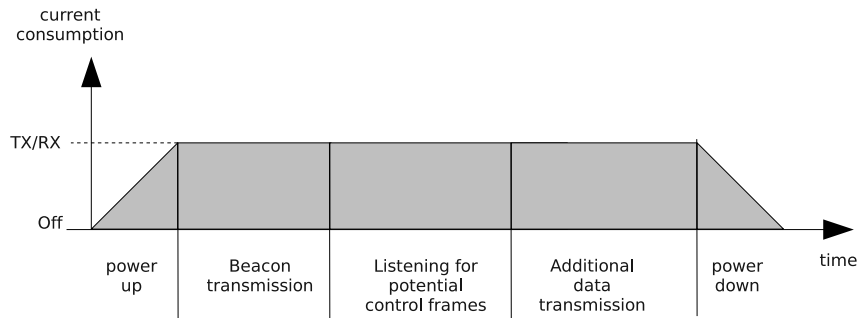 current
consumption
TX/RX
Off
time
power
up
Beacon
transmission
Listening for
potential
control frames
Additional
data
transmission
power
down